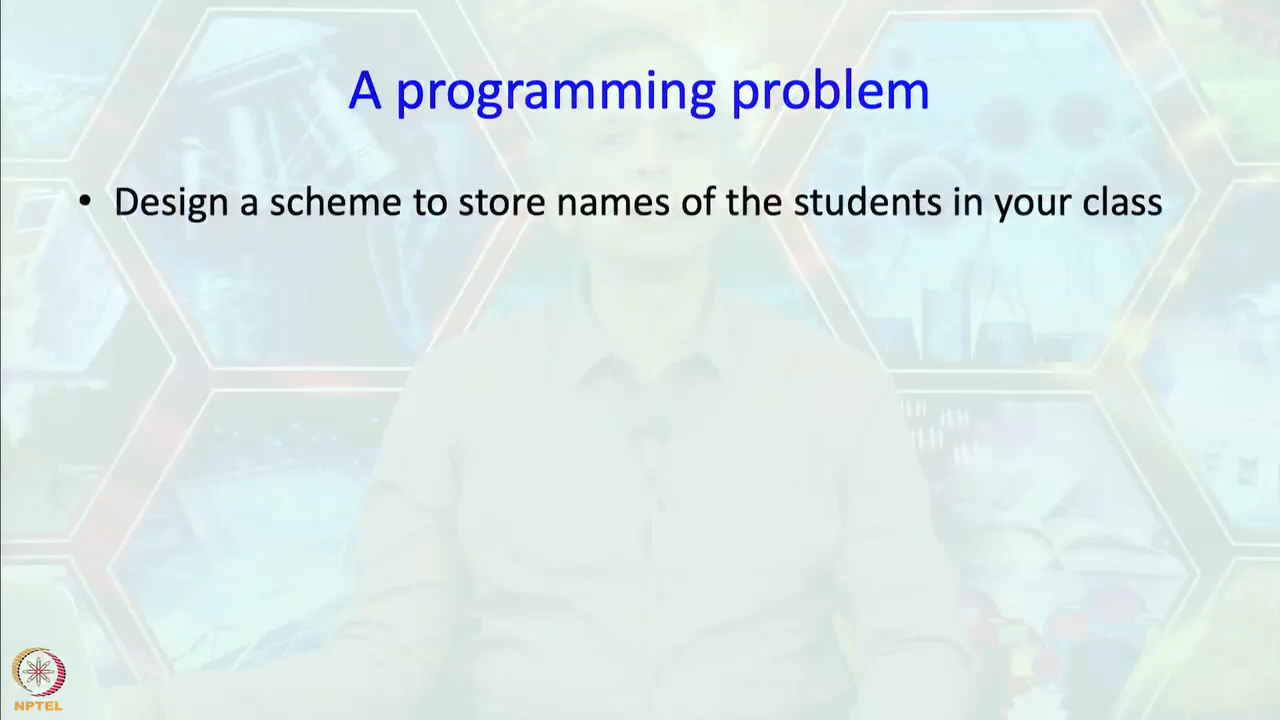 A programming problem
• Design a scheme to store names of the students in your class
NPTEL